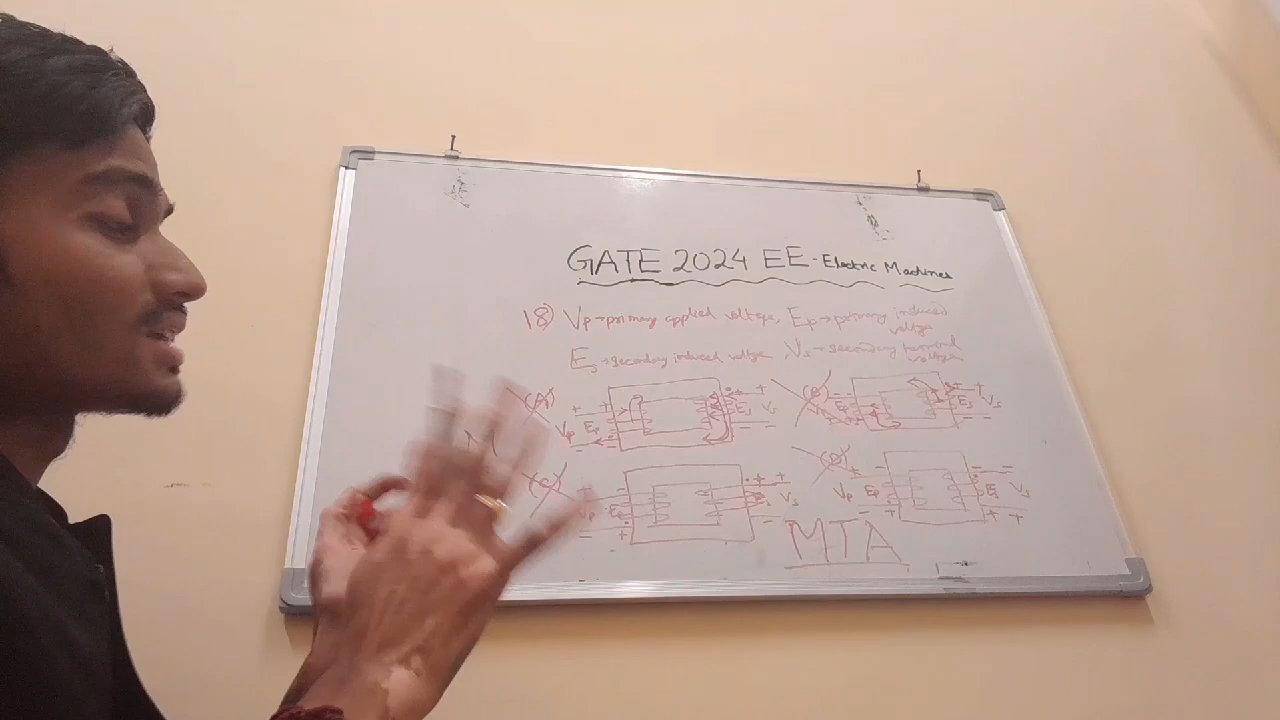 GATE 2024 EE - Electric Machines
18) Vp → primary applied voltage, Ep → primary induced voltage
Es → secondary induced voltage Vs → secondary terminal voltage
(A)
+ + + +
Vp Ep Es Vs
- - - -
(B)
- - + +
Ep Es Vs
(C)
- + +
Vp Ep Es Vs
- + - -
(D)
+ - - -
Vp Ep Es Vs
- + + +
MTA